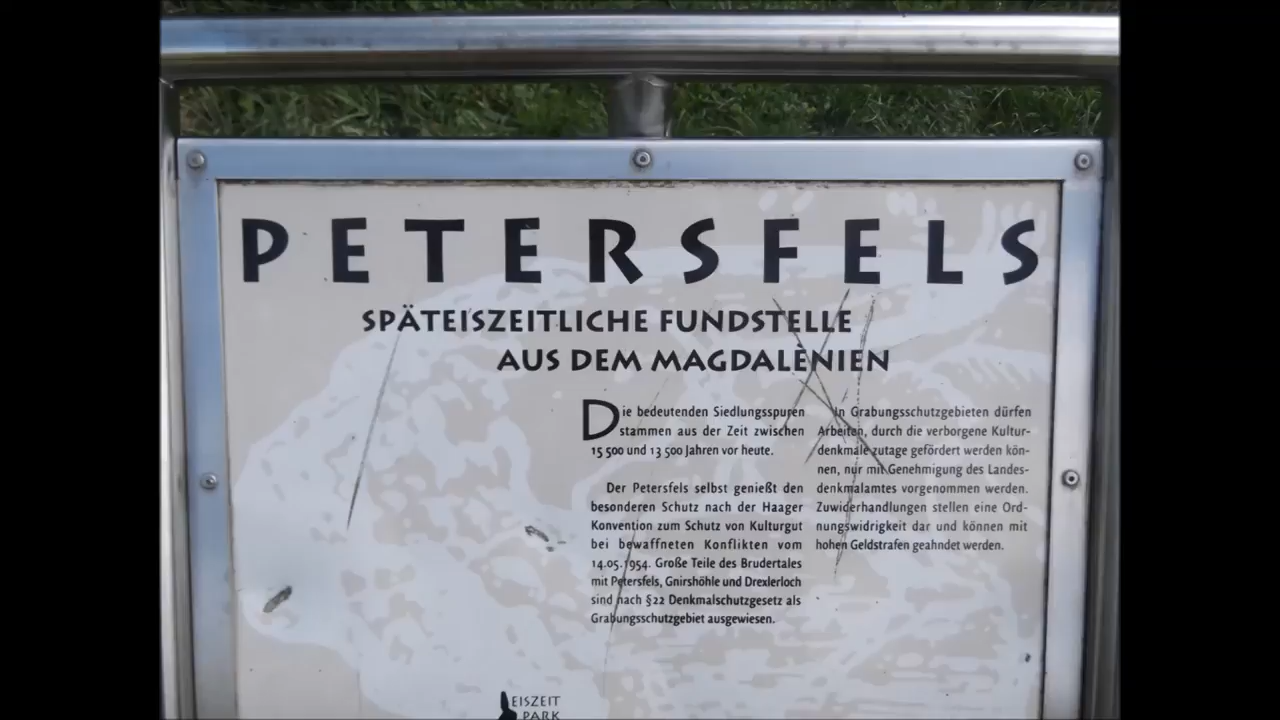 PETERSFELS
SPÄTEISZEITLICHE FUNDSTELLE
AUS DEM MAGDALÈNIEN
Die bedeutenden Siedlungsspuren
stammen aus der Zeit zwischen
15 500 und 13 500 Jahren vor heute.
Der Petersfels selbst genießt den
besonderen Schutz nach der Haager
Konvention zum Schutz von Kulturgut
bei bewaffneten Konflikten vom
14.05.1954. Große Teile des Brudertales
mit Petersfels, Gnirshöhle und Drexlerloch
sind nach §22 Denkmalschutzgesetz als
Grabungsschutzgebiet ausgewiesen.
In Grabungsschutzgebieten dürfen
Arbeiten, durch die verborgene Kultur-
denkmale zutage gefördert werden kön-
nen, nur mit Genehmigung des Landes-
denkmalamtes vorgenommen werden.
Zuwiderhandlungen stellen eine Ord-
nungswidrigkeit dar und können mit
hohen Geldstrafen geahndet werden.
EISZEIT
PARK